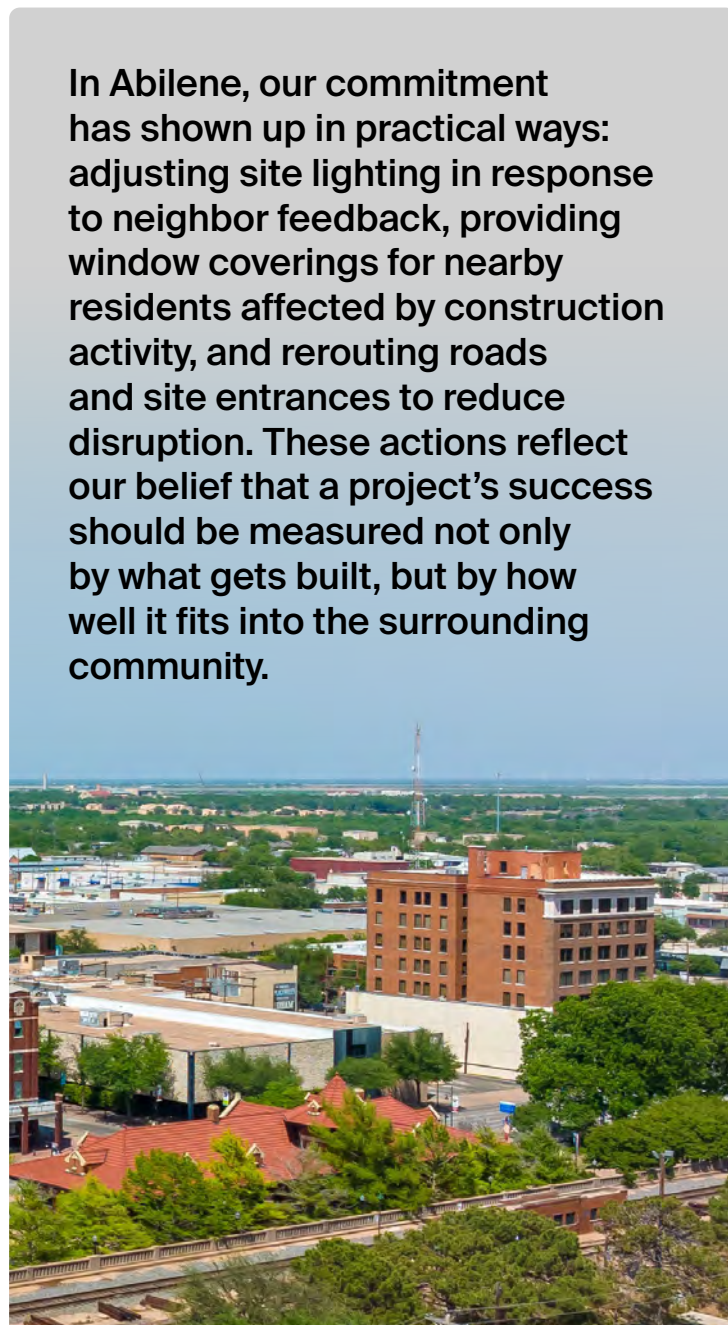 In Abilene, our commitment
has shown up in practical ways:
adjusting site lighting in response
to neighbor feedback, providing
window coverings for nearby
residents affected by construction
activity, and rerouting roads
and site entrances to reduce
disruption. These actions reflect
our belief that a project’s success
should be measured not only
by what gets built, but by how
well it fits into the surrounding
community.